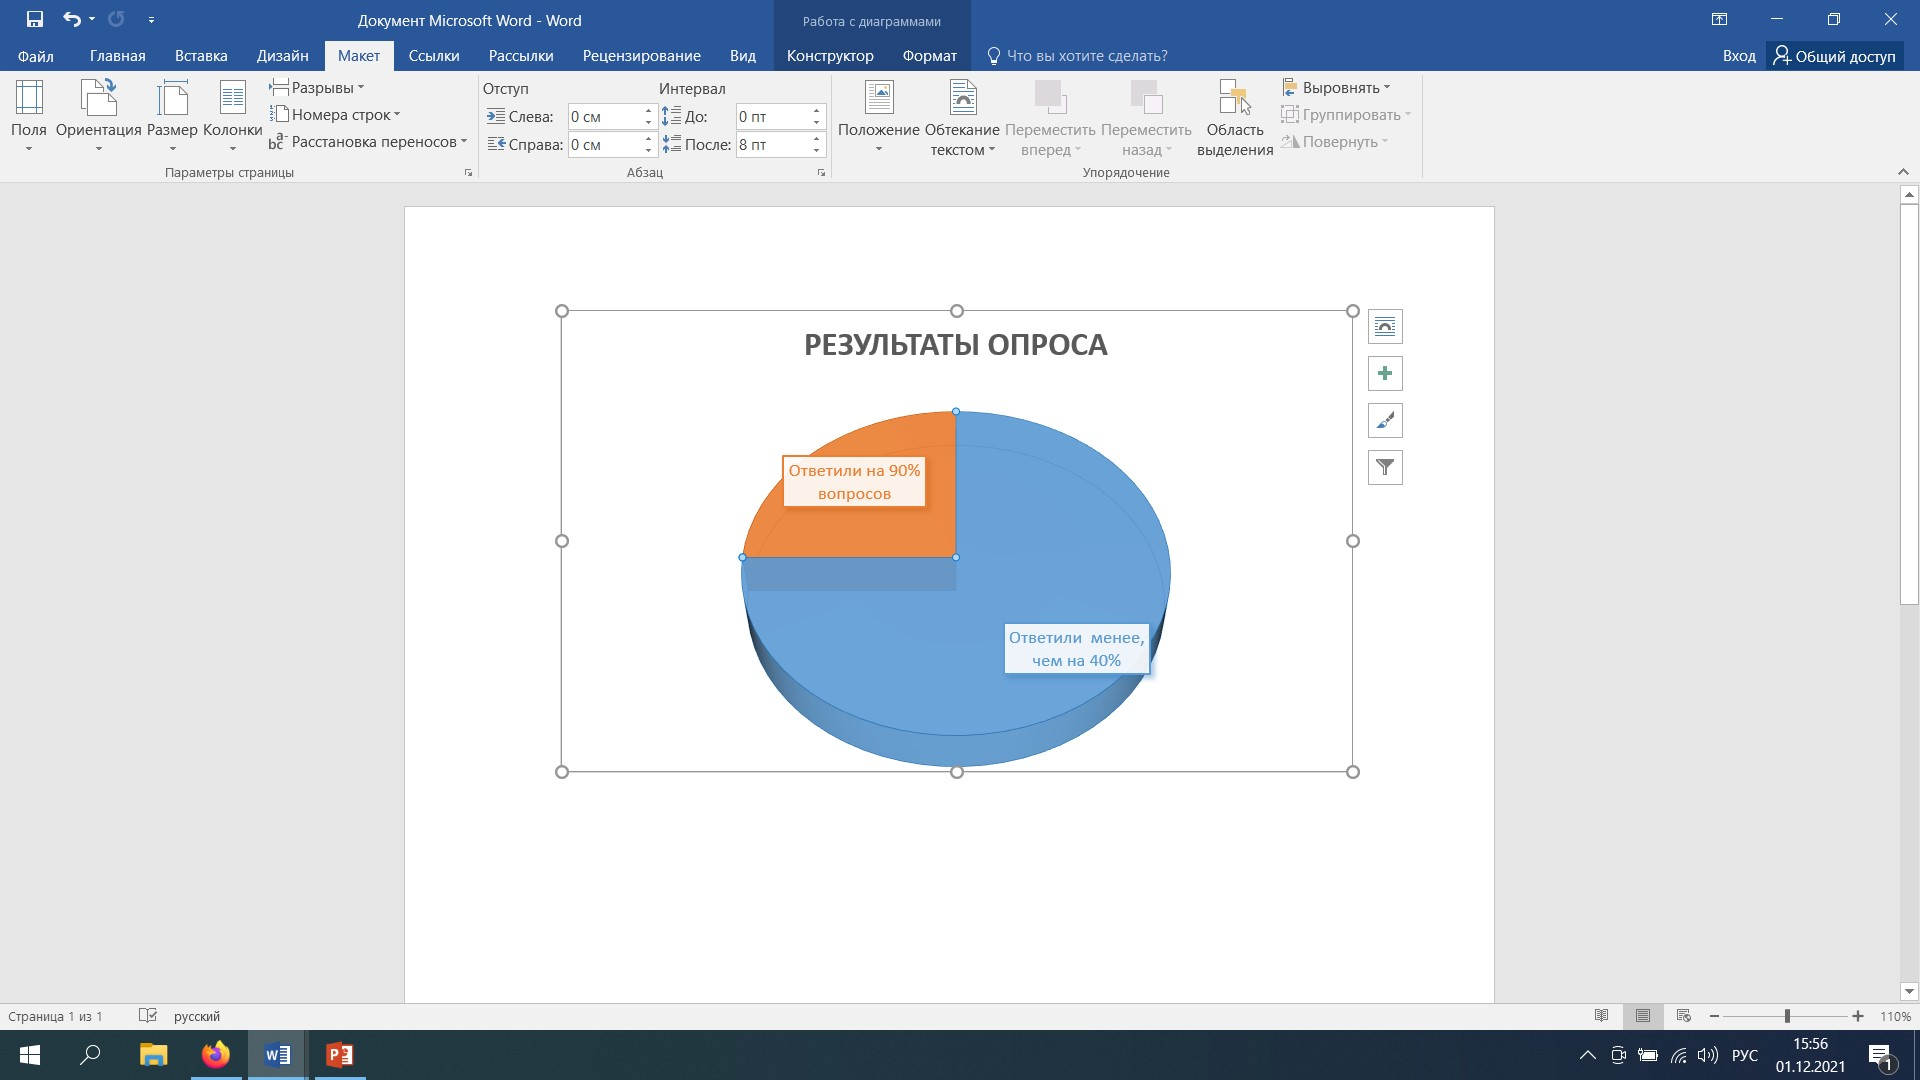 Документ Microsoft Word - Word
Работа с диаграммами
Файл Главная Вставка Дизайн Макет Ссылки Рассылки Рецензирование Вид Конструктор Формат Что вы хотите сделать? Вход Общий доступ
Поля
Ориентация
Размер
Колонки
Разрывы
Номера строк
Расстановка переносов
Параметры страницы
Отступ
Слева: 0 см
Справа: 0 см
Интервал
До: 0 пт
После: 8 пт
Абзац
Положение
Обтекание
текстом
Переместить
вперед
Переместить
назад
Область
выделения
Выровнять
Группировать
Повернуть
Упорядочение
РЕЗУЛЬТАТЫ ОПРОСА
Ответили на 90%
вопросов
Ответили  менее,
чем на 40%
Страница 1 из 1 русский 110%
РУС
15:56
01.12.2021
1